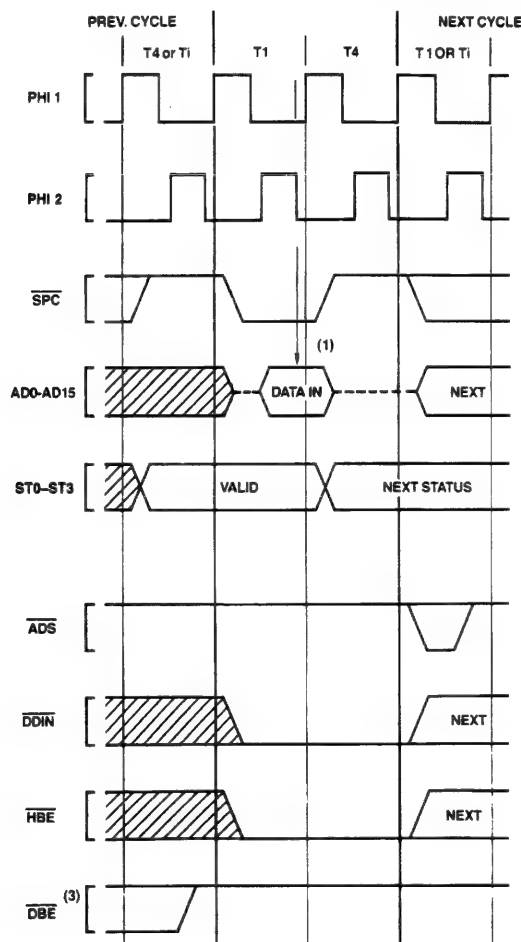 PREV. CYCLE NEXT CYCLE
T4 or Ti T1 T4 T1 OR Ti
PHI 1
PHI 2
SPC
(1)
AD0-AD15 DATA IN NEXT
ST0–ST3 VALID NEXT STATUS
ADS
DDIN NEXT
HBE NEXT
DBE (3)